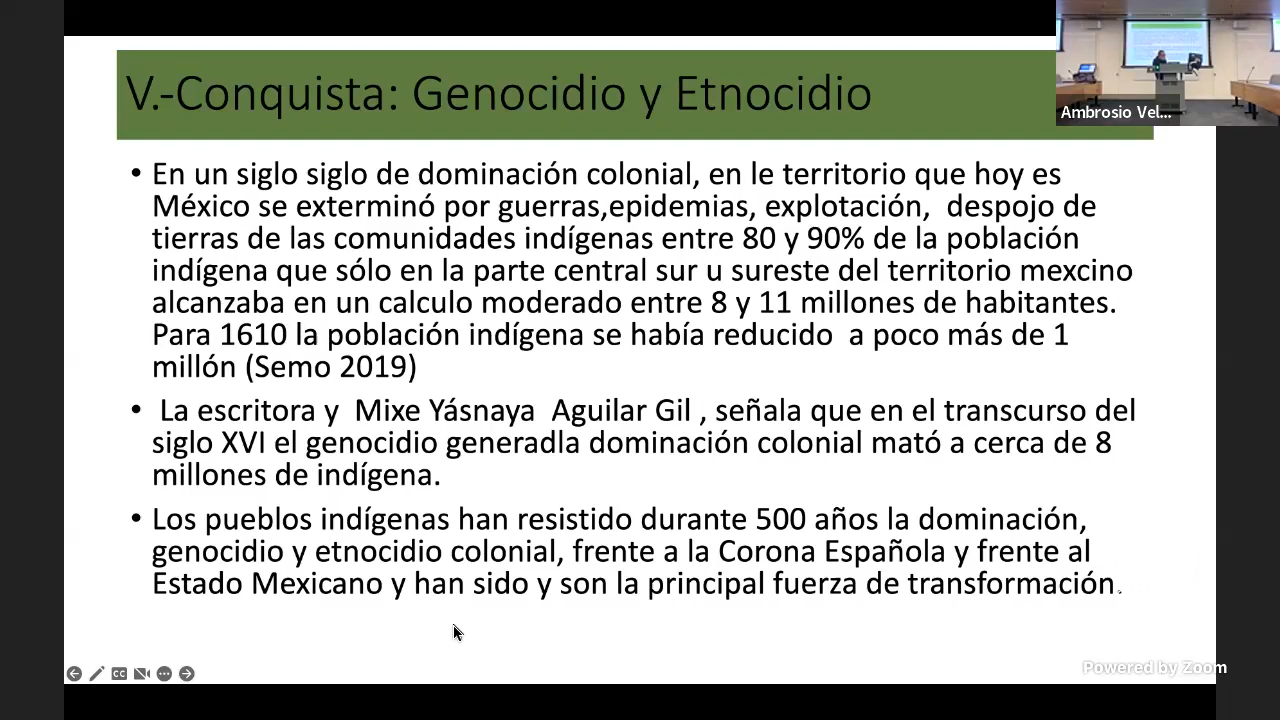 V.-Conquista: Genocidio y Etnocidio
Ambrosio Vel...
• En un siglo siglo de dominación colonial, en le territorio que hoy es
México se exterminó por guerras,epidemias, explotación, despojo de
tierras de las comunidades indígenas entre 80 y 90% de la población
indígena que sólo en la parte central sur u sureste del territorio mexcino
alcanzaba en un calculo moderado entre 8 y 11 millones de habitantes.
Para 1610 la población indígena se había reducido a poco más de 1
millón (Semo 2019)
• La escritora y Mixe Yásnaya Aguilar Gil , señala que en el transcurso del
siglo XVI el genocidio generadla dominación colonial mató a cerca de 8
millones de indígena.
• Los pueblos indígenas han resistido durante 500 años la dominación,
genocidio y etnocidio colonial, frente a la Corona Española y frente al
Estado Mexicano y han sido y son la principal fuerza de transformación.
CC
Powered by Zoom